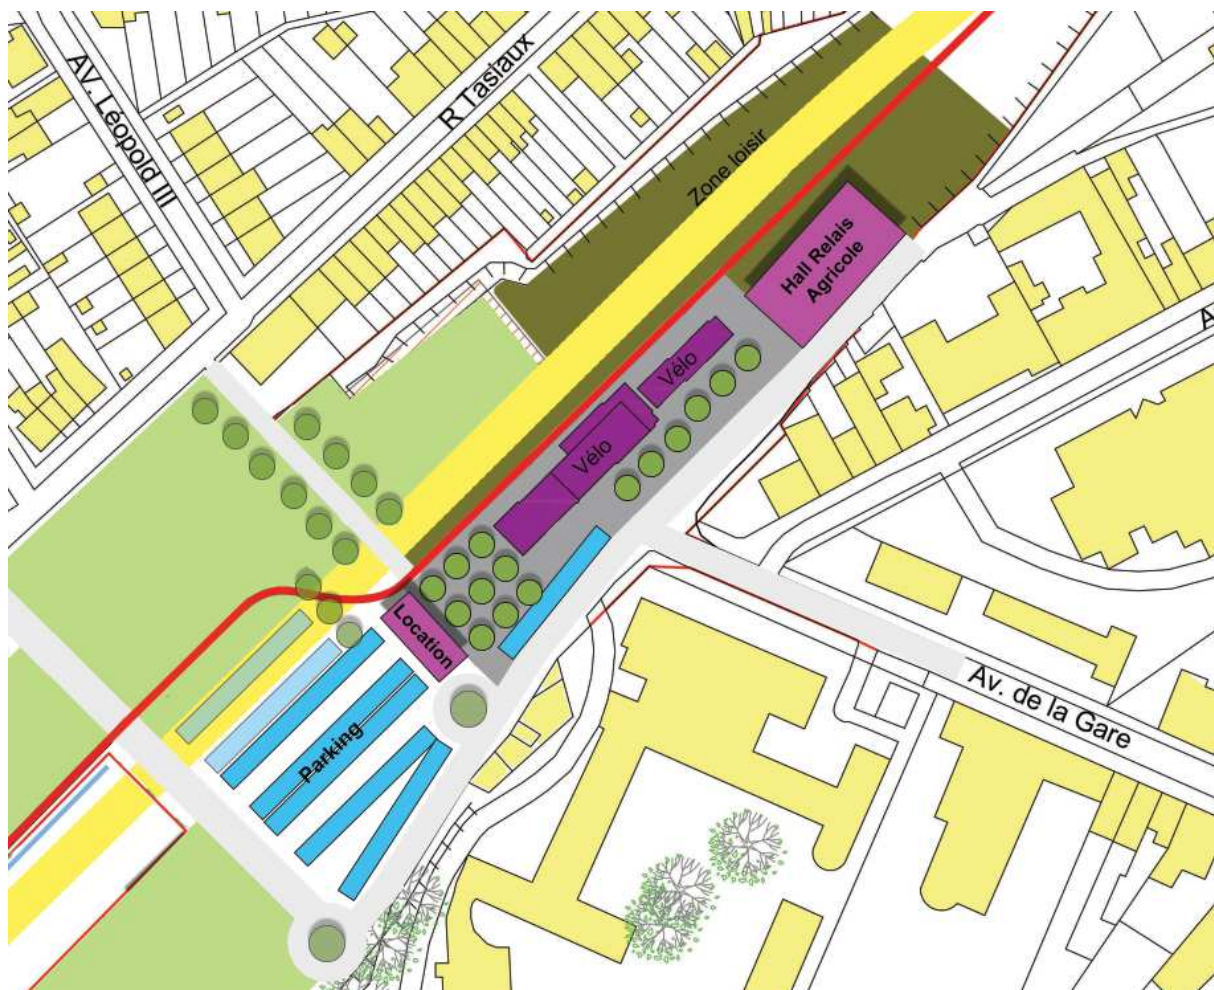 AV. Léopold III
R Tasiaux
Zone loisir
Hall Relais
Agricole
Vélo
Vélo
Location
Parking
Av. de la Gare
A